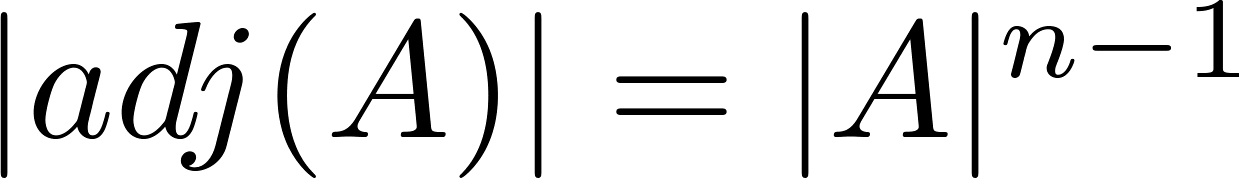 |adj(A)| = |A|^{n-1}